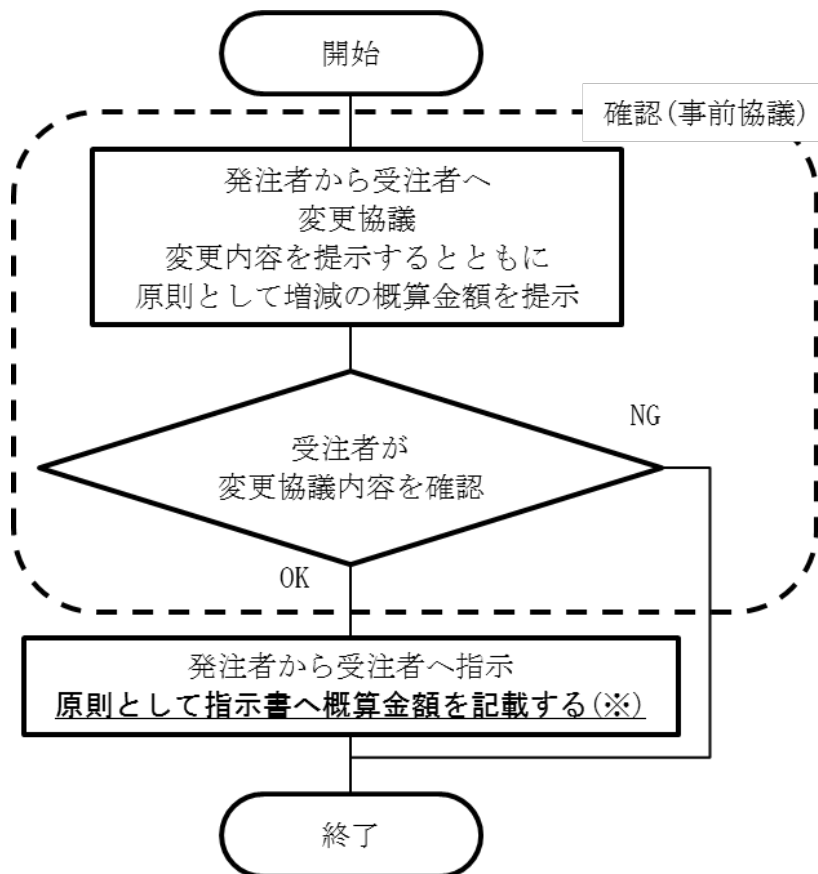 開始
確認(事前協議)
発注者から受注者へ
変更協議
変更内容を提示するとともに
原則として増減の概算金額を提示
受注者が
変更協議内容を確認
NG
OK
発注者から受注者へ指示
原則として指示書へ概算金額を記載する(※)
終了